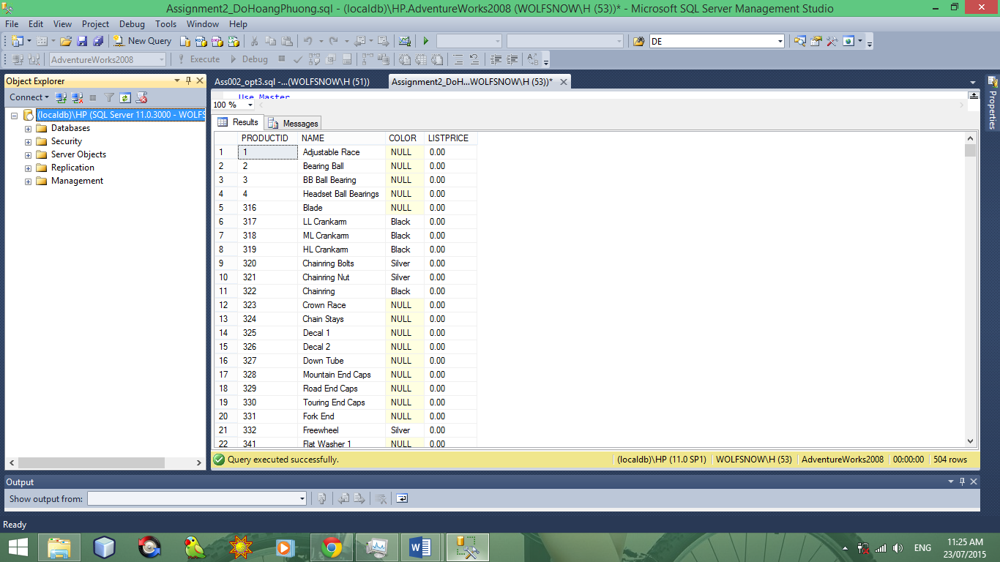 Assignment2_DoHoangPhuong.sql - (localdb)\HP.AdventureWorks2008 (WOLFSNOW\H (53))* - Microsoft SQL Server Management Studio
File Edit View Project Debug Tools Window Help
New Query DE
AdventureWorks2008 Execute Debug
Object Explorer
Connect
(localdb)\HP (SQL Server 11.0.3000 - WOLFS
Databases
Security
Server Objects
Replication
Management
Ass002_opt3.sql -...(WOLFSNOW\H (51)) Assignment2_DoH...WOLFSNOW\H (53))*
Use Master
100 %
Results Messages
PRODUCTID NAME COLOR LISTPRICE
1 1 Adjustable Race NULL 0.00
2 2 Bearing Ball NULL 0.00
3 3 BB Ball Bearing NULL 0.00
4 4 Headset Ball Bearings NULL 0.00
5 316 Blade NULL 0.00
6 317 LL Crankarm Black 0.00
7 318 ML Crankarm Black 0.00
8 319 HL Crankarm Black 0.00
9 320 Chainring Bolts Silver 0.00
10 321 Chainring Nut Silver 0.00
11 322 Chainring Black 0.00
12 323 Crown Race NULL 0.00
13 324 Chain Stays NULL 0.00
14 325 Decal 1 NULL 0.00
15 326 Decal 2 NULL 0.00
16 327 Down Tube NULL 0.00
17 328 Mountain End Caps NULL 0.00
18 329 Road End Caps NULL 0.00
19 330 Touring End Caps NULL 0.00
20 331 Fork End NULL 0.00
21 332 Freewheel Silver 0.00
22 341 Flat Washer 1 NULL 0.00
Query executed successfully. (localdb)\HP (11.0 SP1) WOLFSNOW\H (53) AdventureWorks2008 00:00:00 504 rows
Properties
Output
Show output from:
Ready
ENG
11:25 AM
23/07/2015